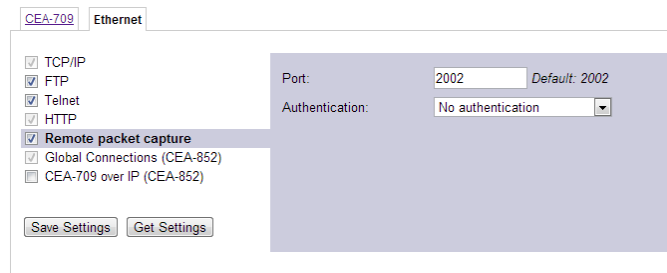 CEA-709 Ethernet
TCP/IP
FTP
Telnet
HTTP
Remote packet capture
Global Connections (CEA-852)
CEA-709 over IP (CEA-852)
Save Settings Get Settings
Port: 2002 Default: 2002
Authentication: No authentication